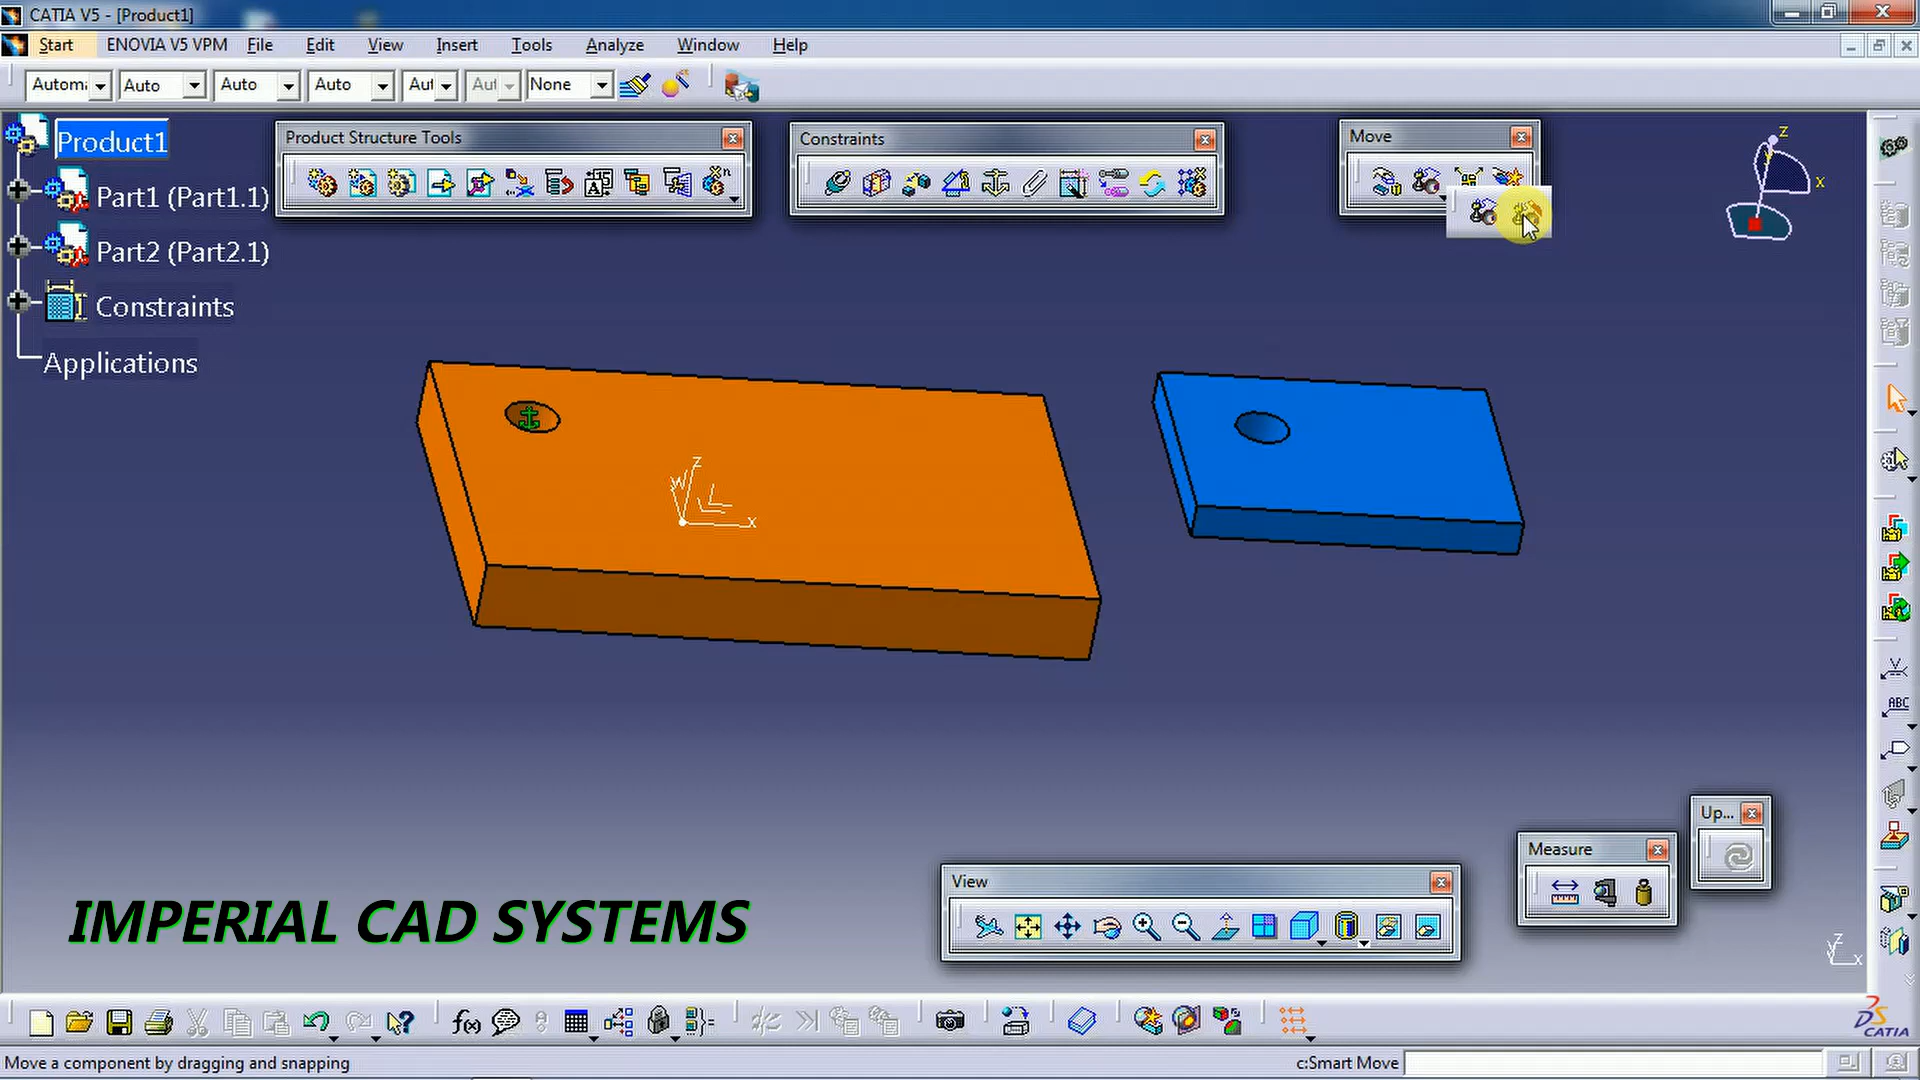 CATIA V5 - [Product1]
Start ENOVIA V5 VPM File Edit View Insert Tools Analyze Window Help
Autom Auto Auto Auto Aut Aut None
Product1
Part1 (Part1.1)
Part2 (Part2.1)
Constraints
Applications
Product Structure Tools
Constraints
Move
z
x
z
x
ABC
Up...
Measure
View
IMPERIAL CAD SYSTEMS
z
y
x
f(x)
CATIA
Move a component by dragging and snapping
c:Smart Move